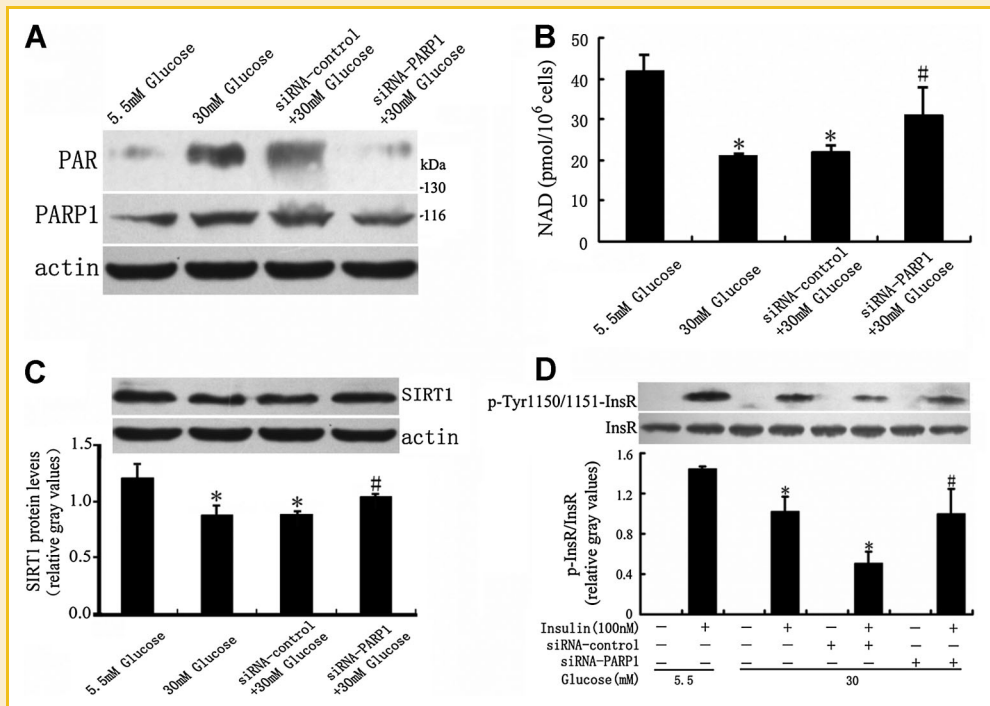 A
5.5mM Glucose
30mM Glucose
siRNA-control
+30mM Glucose
siRNA-PARP1
+30mM Glucose
PAR
kDa
-130
PARP1
-116
actin
B
NAD (pmol/10⁶ cells)
50
40
30
20
10
0
*
*
#
5.5mM Glucose
30mM Glucose
siRNA-control
+30mM Glucose
siRNA-PARP1
+30mM Glucose
C
SIRT1
actin
SIRT1 protein levels
(relative gray values)
1.5
1.0
0.5
0.0
*
*
#
5.5mM Glucose
30mM Glucose
siRNA-control
+30mM Glucose
siRNA-PARP1
+30mM Glucose
D
p-Tyr1150/1151-InsR
InsR
p-InsR/InsR
(relative gray values)
1.6
1.2
0.8
0.4
0
*
*
#
Insulin(100nM) — + — + — + — +
siRNA-control — — — — + + — —
siRNA-PARP1 — — — — — — + +
Glucose(mM) 5.5 30